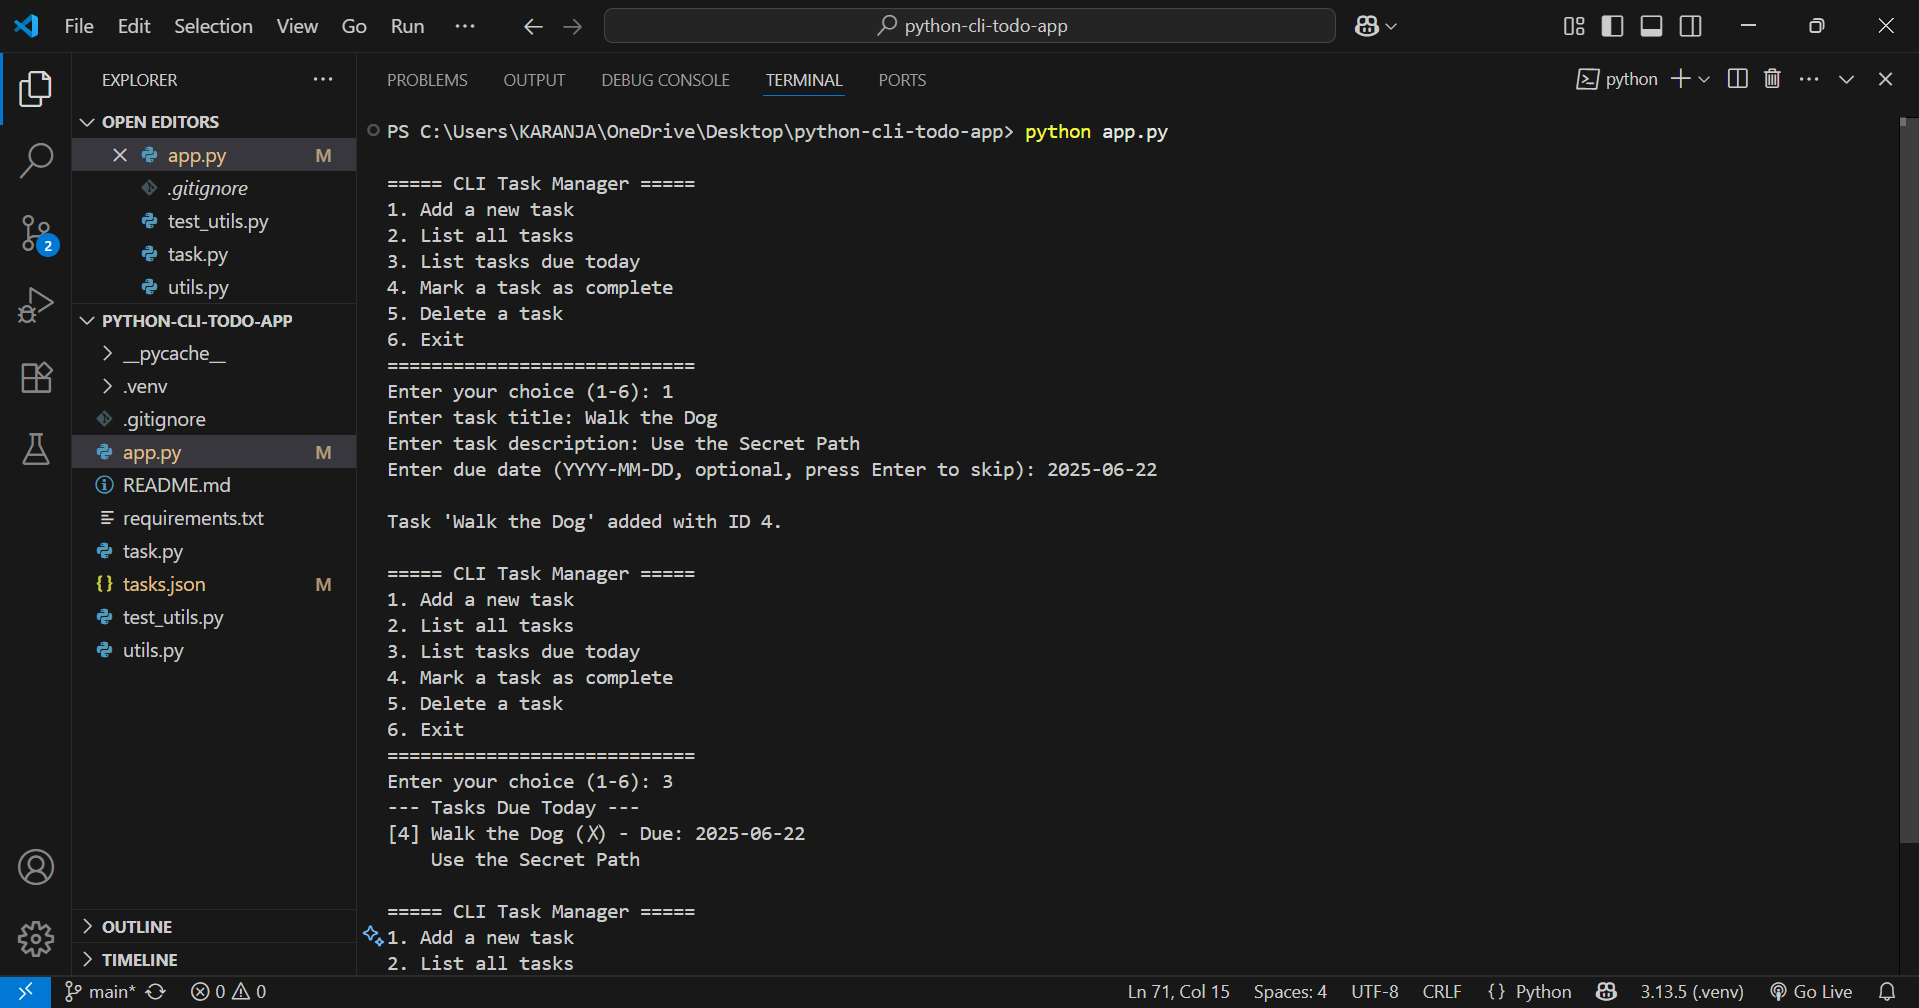 File Edit Selection View Go Run ··· python-cli-todo-app
EXPLORER ···
OPEN EDITORS
app.py M
.gitignore
test_utils.py
task.py
utils.py
PYTHON-CLI-TODO-APP
__pycache__
.venv
.gitignore
app.py M
README.md
requirements.txt
task.py
{} tasks.json M
test_utils.py
utils.py
OUTLINE
TIMELINE
2
PROBLEMS OUTPUT DEBUG CONSOLE TERMINAL PORTS python
PS C:\Users\KARANJA\OneDrive\Desktop\python-cli-todo-app> python app.py
===== CLI Task Manager =====
1. Add a new task
2. List all tasks
3. List tasks due today
4. Mark a task as complete
5. Delete a task
6. Exit
============================
Enter your choice (1-6): 1
Enter task title: Walk the Dog
Enter task description: Use the Secret Path
Enter due date (YYYY-MM-DD, optional, press Enter to skip): 2025-06-22
Task 'Walk the Dog' added with ID 4.
===== CLI Task Manager =====
1. Add a new task
2. List all tasks
3. List tasks due today
4. Mark a task as complete
5. Delete a task
6. Exit
============================
Enter your choice (1-6): 3
--- Tasks Due Today ---
[4] Walk the Dog (✗) - Due: 2025-06-22
Use the Secret Path
===== CLI Task Manager =====
1. Add a new task
2. List all tasks
main* 0 0 Ln 71, Col 15 Spaces: 4 UTF-8 CRLF {} Python 3.13.5 (.venv) Go Live